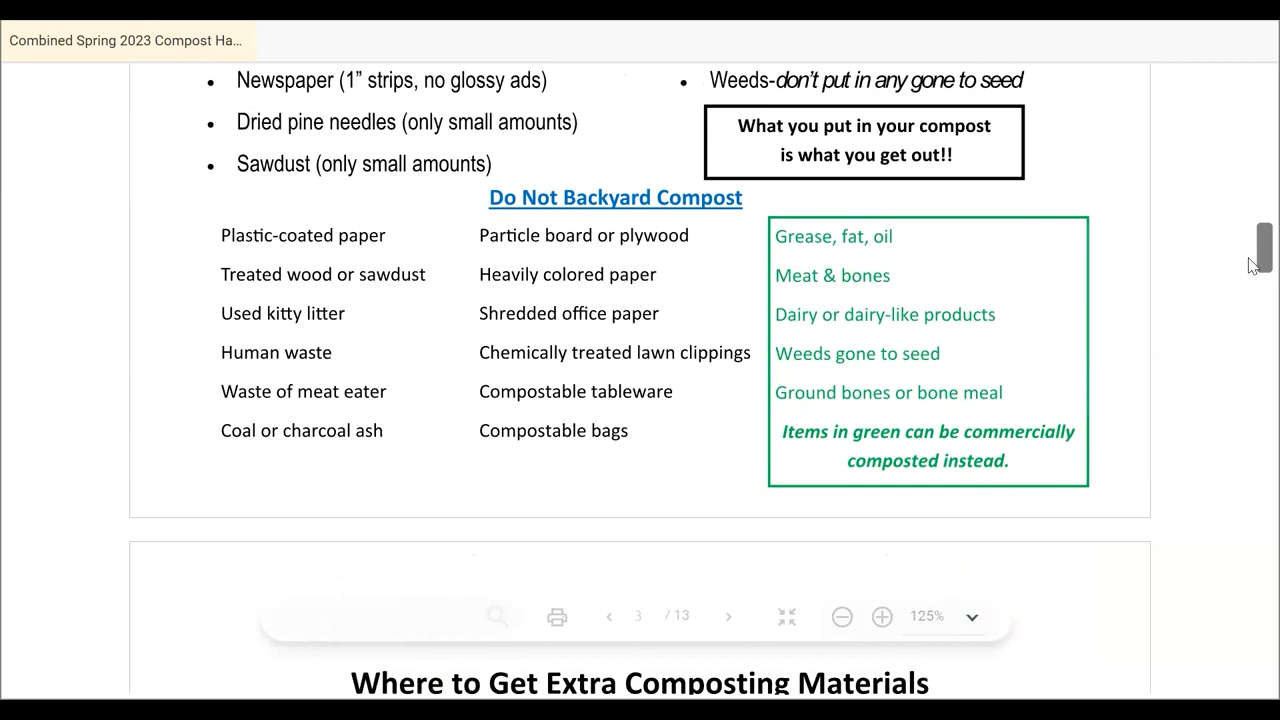 Combined Spring 2023 Compost Ha...
• Newspaper (1” strips, no glossy ads)
• Dried pine needles (only small amounts)
• Sawdust (only small amounts)
• Weeds-don’t put in any gone to seed
What you put in your compost
is what you get out!!
Do Not Backyard Compost
Plastic-coated paper
Treated wood or sawdust
Used kitty litter
Human waste
Waste of meat eater
Coal or charcoal ash
Particle board or plywood
Heavily colored paper
Shredded office paper
Chemically treated lawn clippings
Compostable tableware
Compostable bags
Grease, fat, oil
Meat & bones
Dairy or dairy-like products
Weeds gone to seed
Ground bones or bone meal
Items in green can be commercially
composted instead.
3 / 13 125%
Where to Get Extra Composting Materials